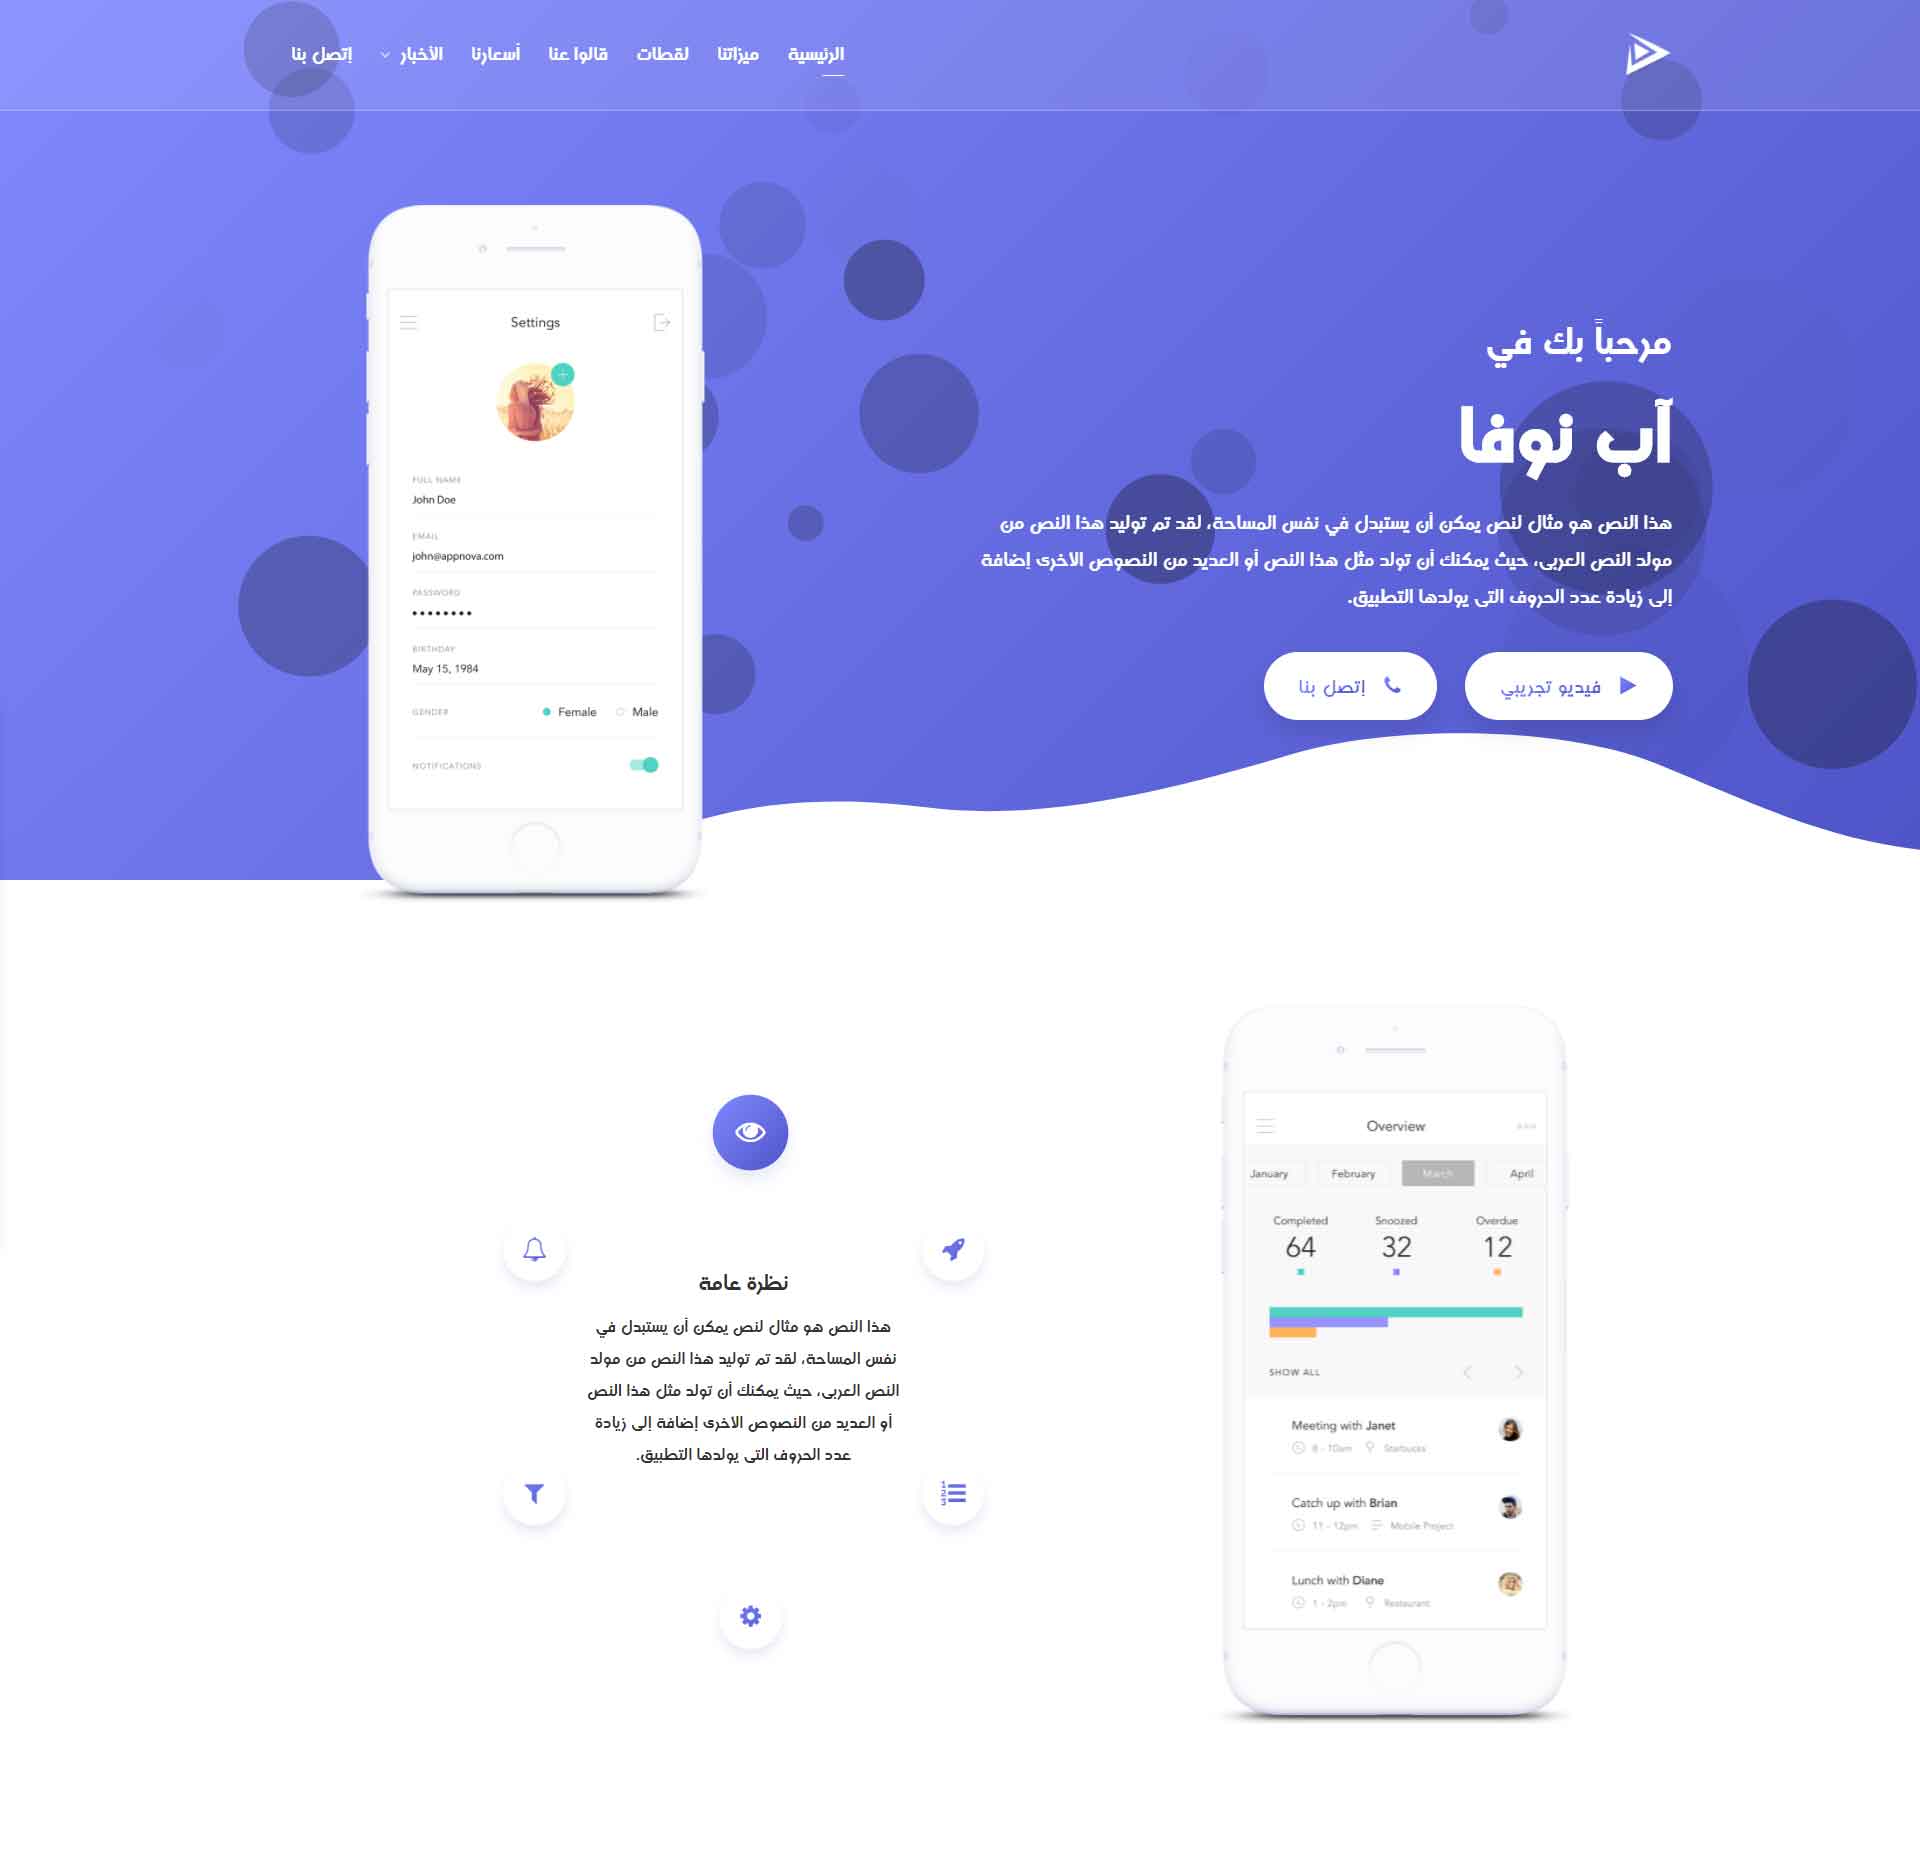 الرئيسية ميزاتنا لقطات قالوا عنا أسعارنا الأخبار إتصل بنا
مرحباً بك في
آب نوفا
هذا النص هو مثال لنص يمكن أن يستبدل في نفس المساحة، لقد تم توليد هذا النص من
مولد النص العربى، حيث يمكنك أن تولد مثل هذا النص أو العديد من النصوص الأخرى إضافة
إلى زيادة عدد الحروف التى يولدها التطبيق.
فيديو تجريبي
إتصل بنا
Settings
FULL NAME
John Doe
EMAIL
john@appnova.com
PASSWORD
BIRTHDAY
May 15, 1984
GENDER Female Male
NOTIFICATIONS
Overview
January February March April
Completed Snoozed Overdue
64 32 12
SHOW ALL
Meeting with Janet
8 - 10am Starbucks
Catch up with Brian
11 - 12pm Mobile Project
Lunch with Diane
1 - 2pm Restaurant
نظرة عامة
هذا النص هو مثال لنص يمكن أن يستبدل في
نفس المساحة، لقد تم توليد هذا النص من مولد
النص العربى، حيث يمكنك أن تولد مثل هذا النص
أو العديد من النصوص الأخرى إضافة إلى زيادة
عدد الحروف التى يولدها التطبيق.